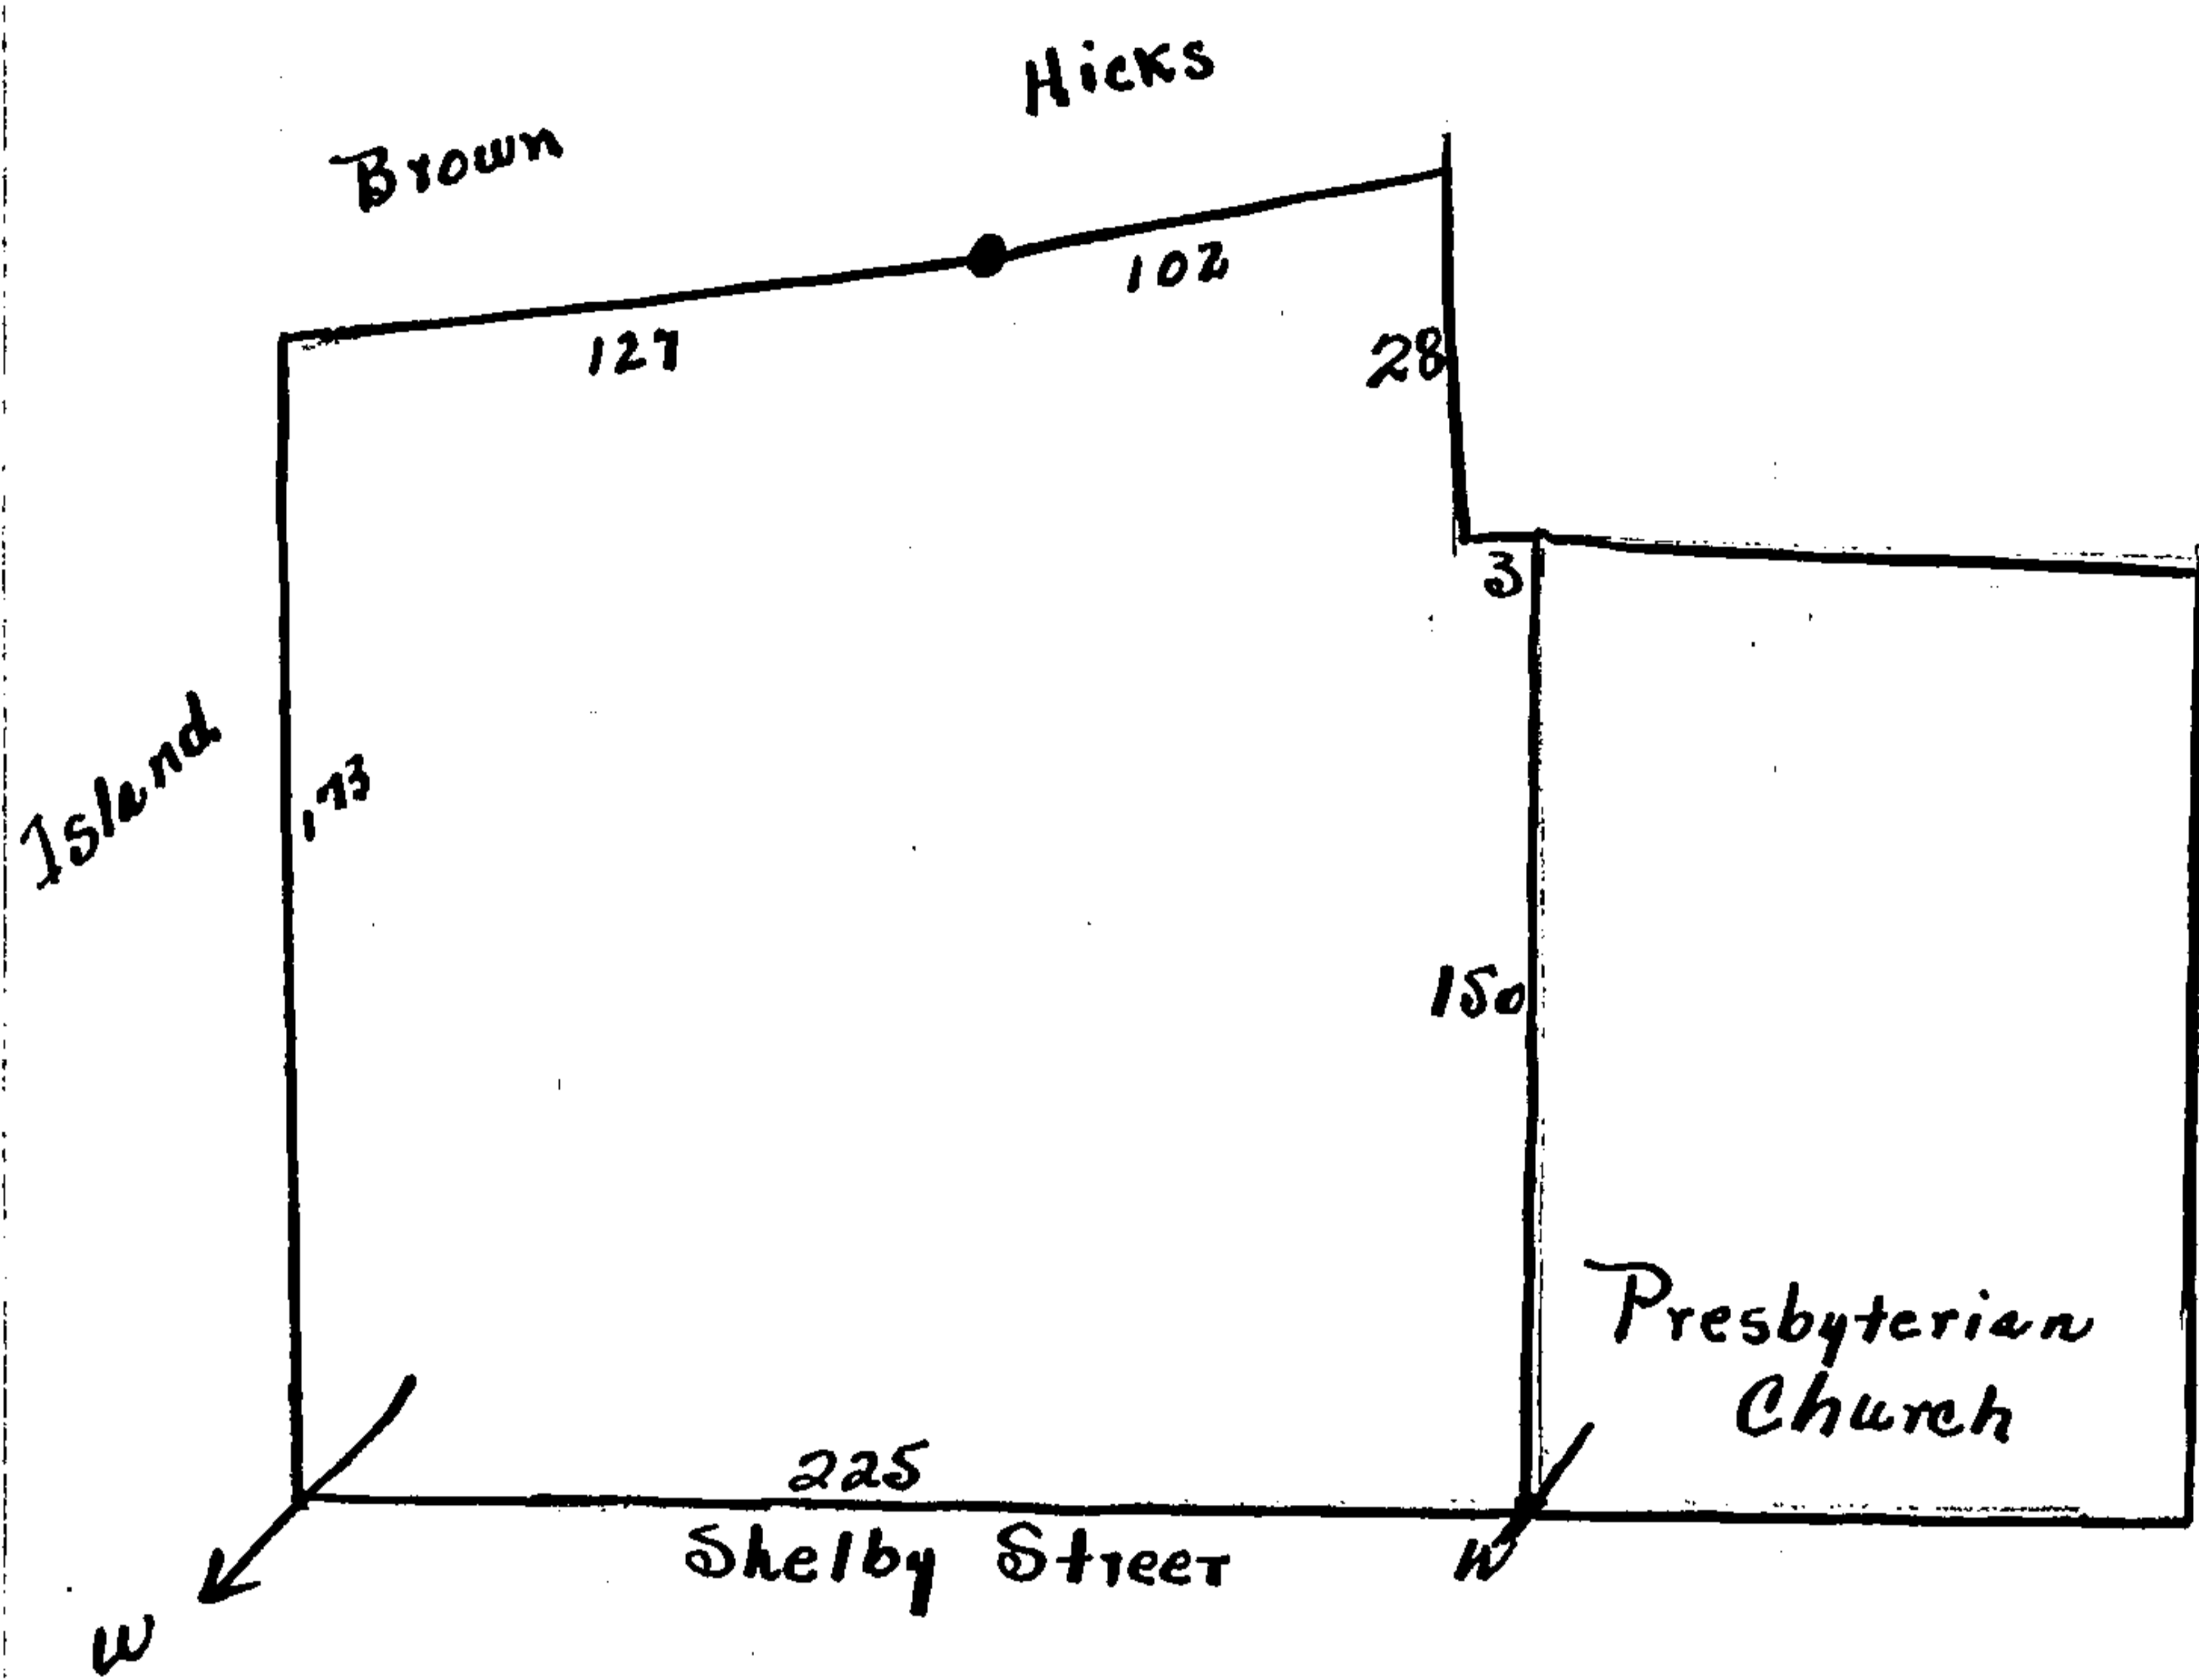 Hicks
Brown
102
127
28
3
Island
173
150
Presbyterian
Church
225
Shelby Street
W
W